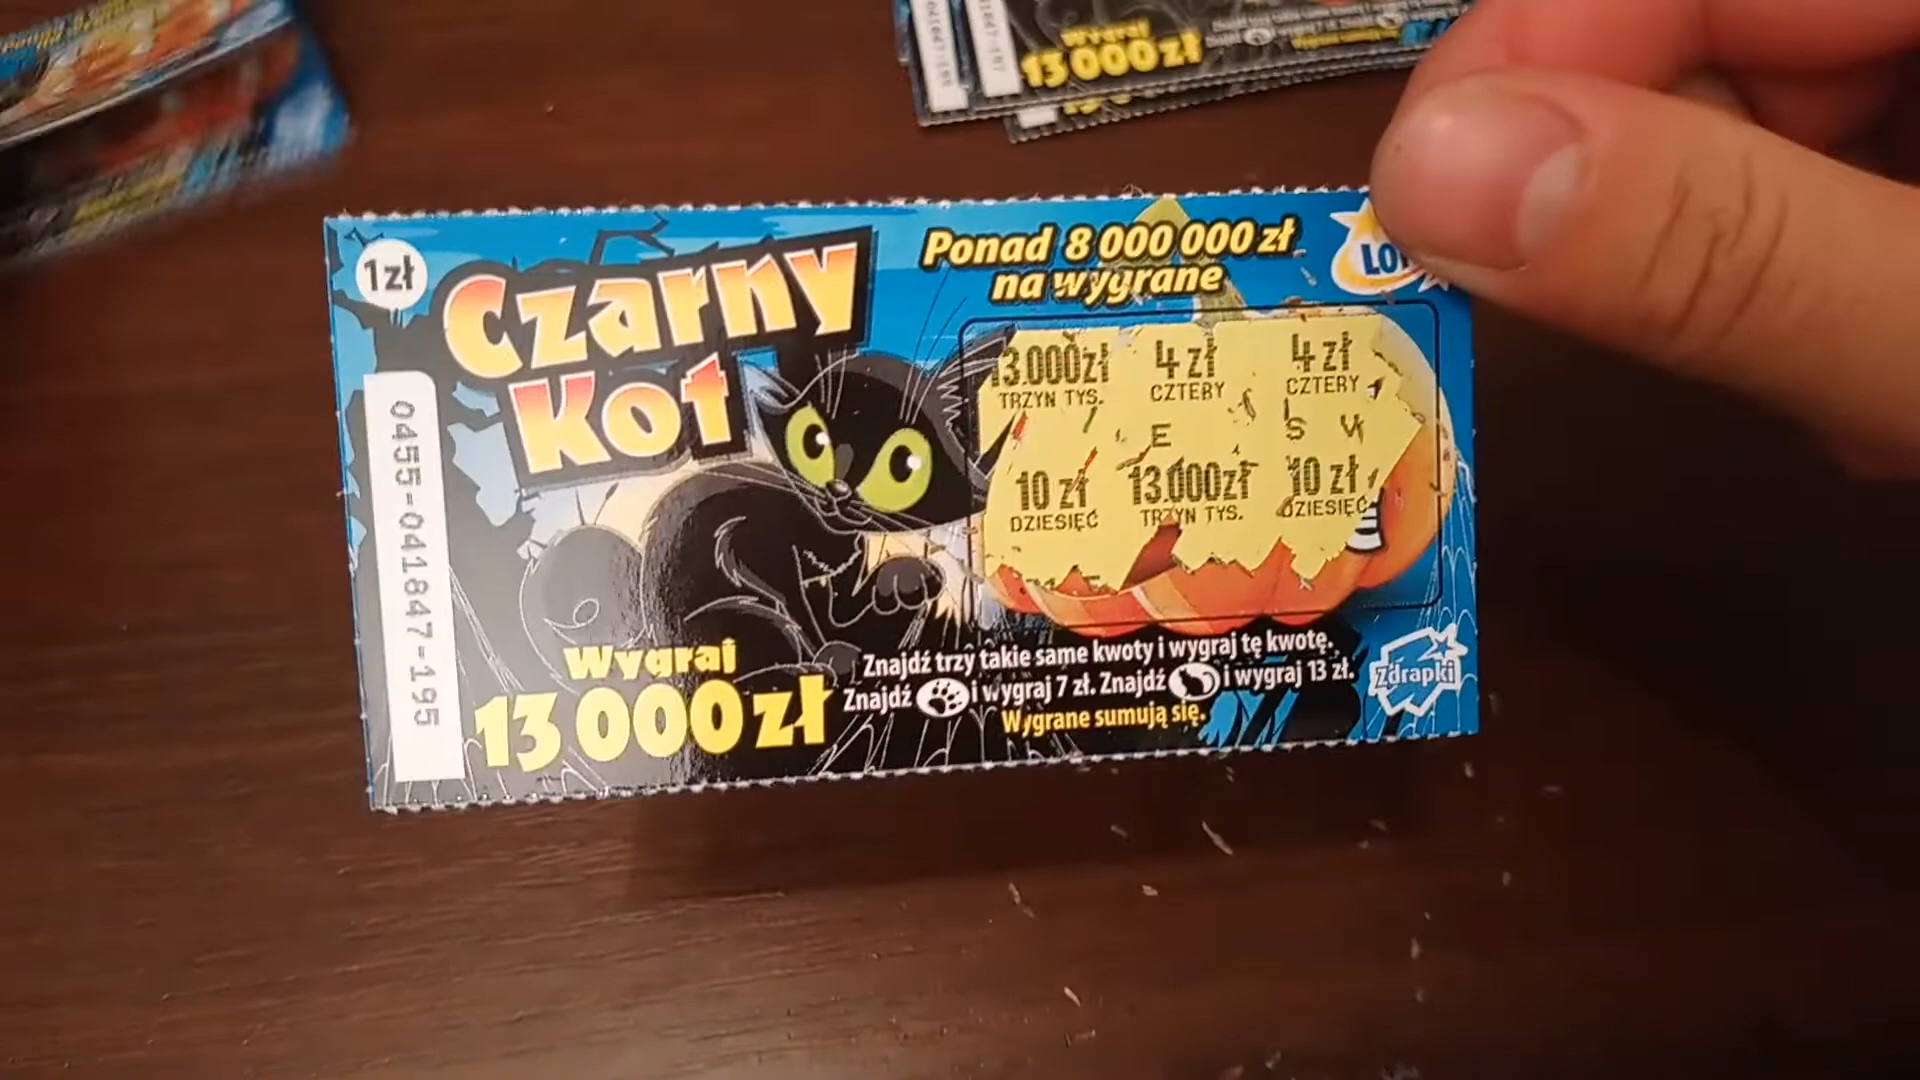 Wygraj
13 000 zł
1 zł
Czarny
Kot
Ponad 8 000 000 zł
na wygrane
13.000zł 4 zł 4 zł
TRZYN TYS. CZTERY CZTERY
E S
10 zł 13.000zł 10 zł
DZIESIĘĆ TRZYN TYS. DZIESIĘĆ
0455-041847-195
Wygraj
13 000 zł
Znajdź trzy takie same kwoty i wygraj tę kwotę.
Znajdź i wygraj 7 zł. Znajdź i wygraj 13 zł.
Wygrane sumują się.
Zdrapki